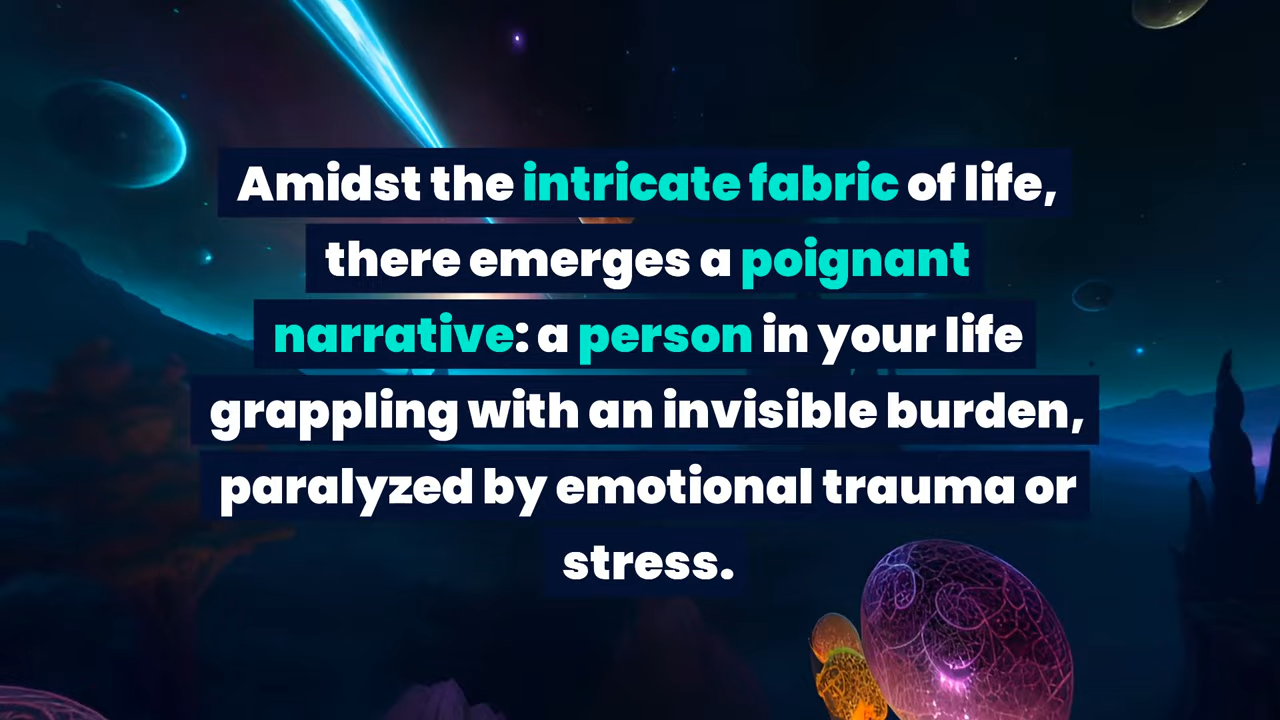 Amidst the intricate fabric of life,
there emerges a poignant
narrative: a person in your life
grappling with an invisible burden,
paralyzed by emotional trauma or
stress.